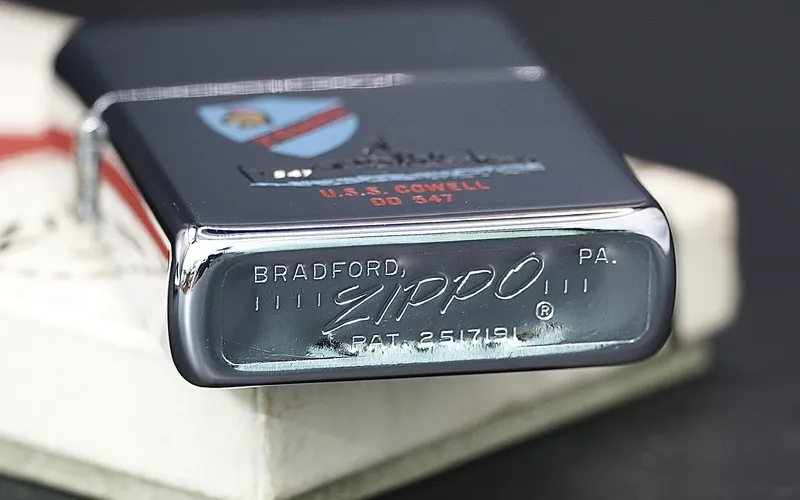 547
U.S.S. COWELL
DD 547
BRADFORD, PA.
ZIPPO ®
PAT. 2517191